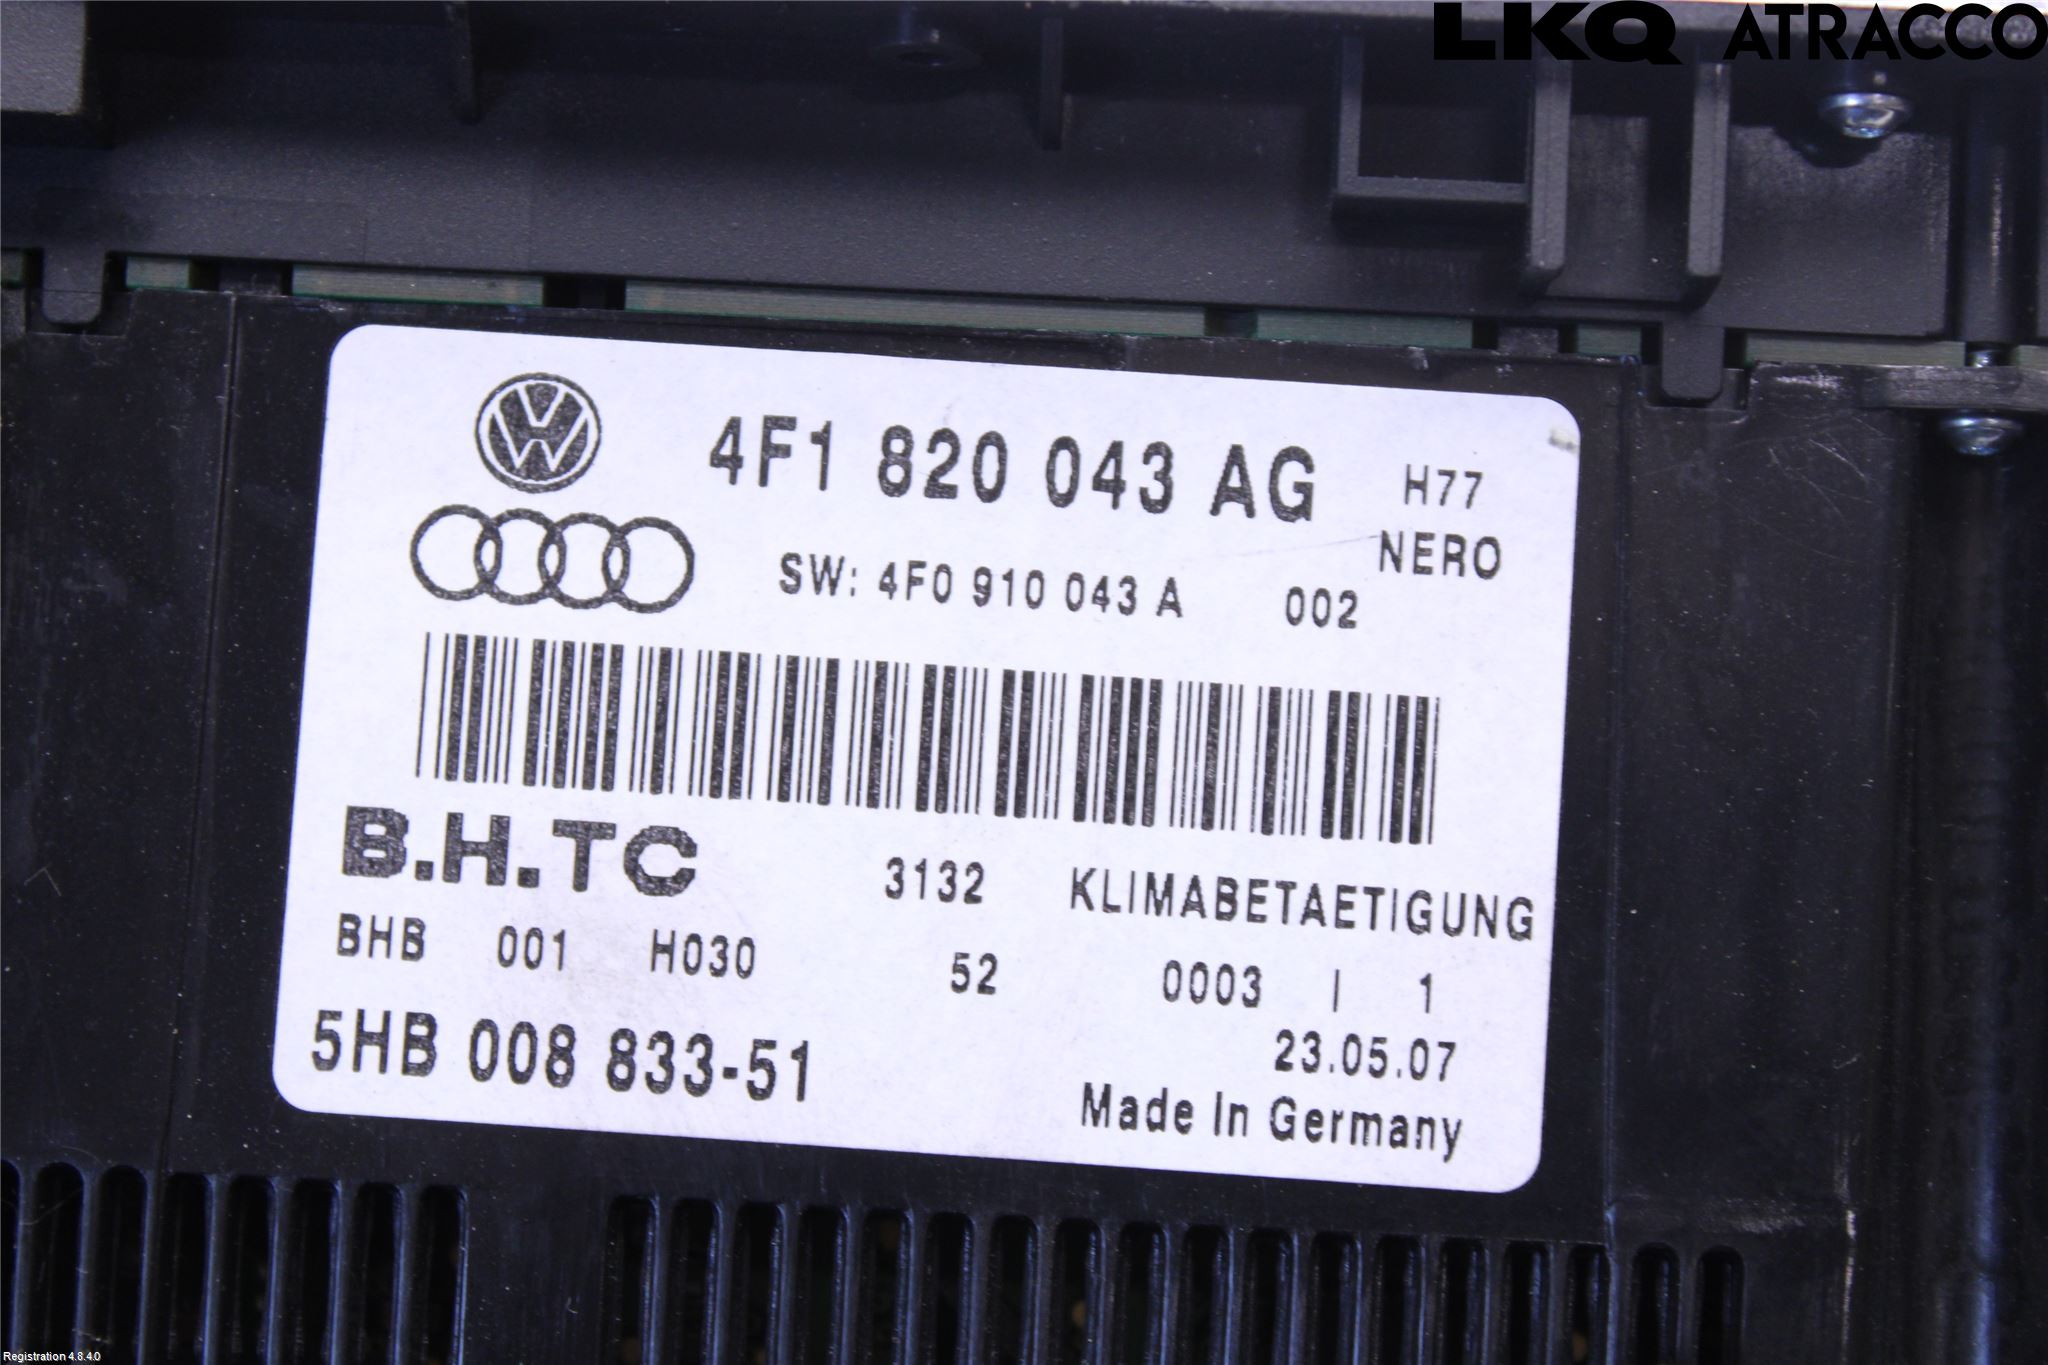 LKQ ATRACCO
4F1 820 043 AG H77
NERO
SW: 4F0 910 043 A 002
B.H.TC 3132 KLIMABETAETIGUNG
BHB 001 H030 52 0003 | 1
5HB 008 833-51 23.05.07
Made In Germany
Registration 4.8.4.0